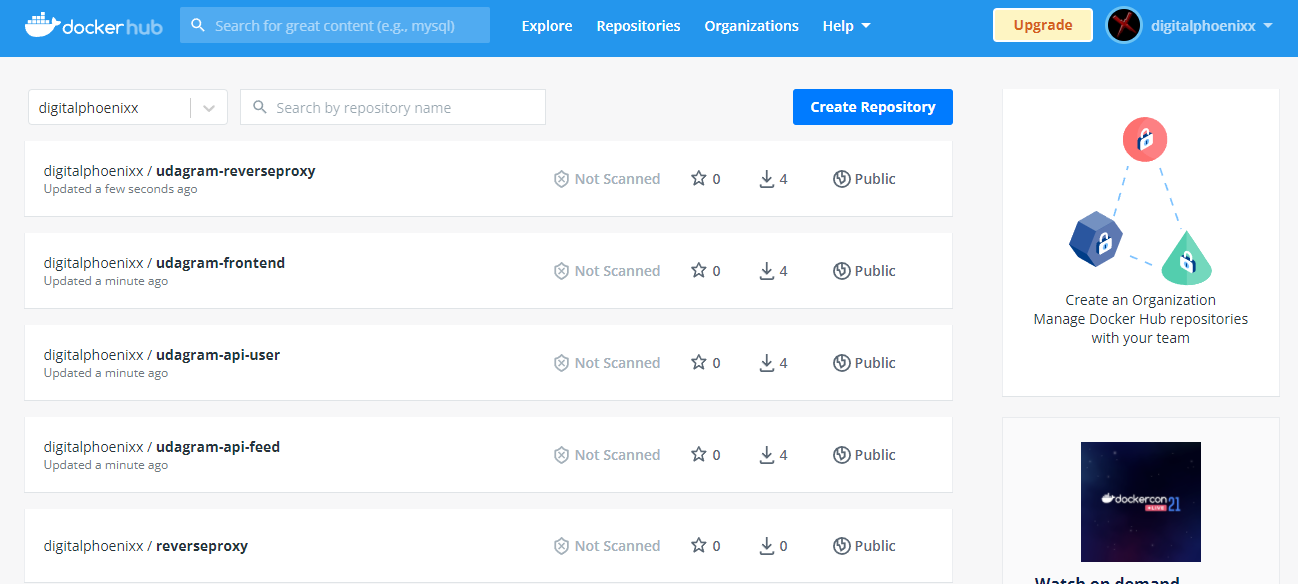 dockerhub
Search for great content (e.g., mysql)
Explore
Repositories
Organizations
Help
Upgrade
digitalphoenixx
digitalphoenixx
Search by repository name
Create Repository
digitalphoenixx / udagram-reverseproxy
Updated a few seconds ago
Not Scanned
0
4
Public
digitalphoenixx / udagram-frontend
Updated a minute ago
Not Scanned
0
4
Public
digitalphoenixx / udagram-api-user
Updated a minute ago
Not Scanned
0
4
Public
digitalphoenixx / udagram-api-feed
Updated a minute ago
Not Scanned
0
4
Public
digitalphoenixx / reverseproxy
Not Scanned
0
0
Public
Create an Organization
Manage Docker Hub repositories
with your team
dockercon
LIVE 21
Watch on demand